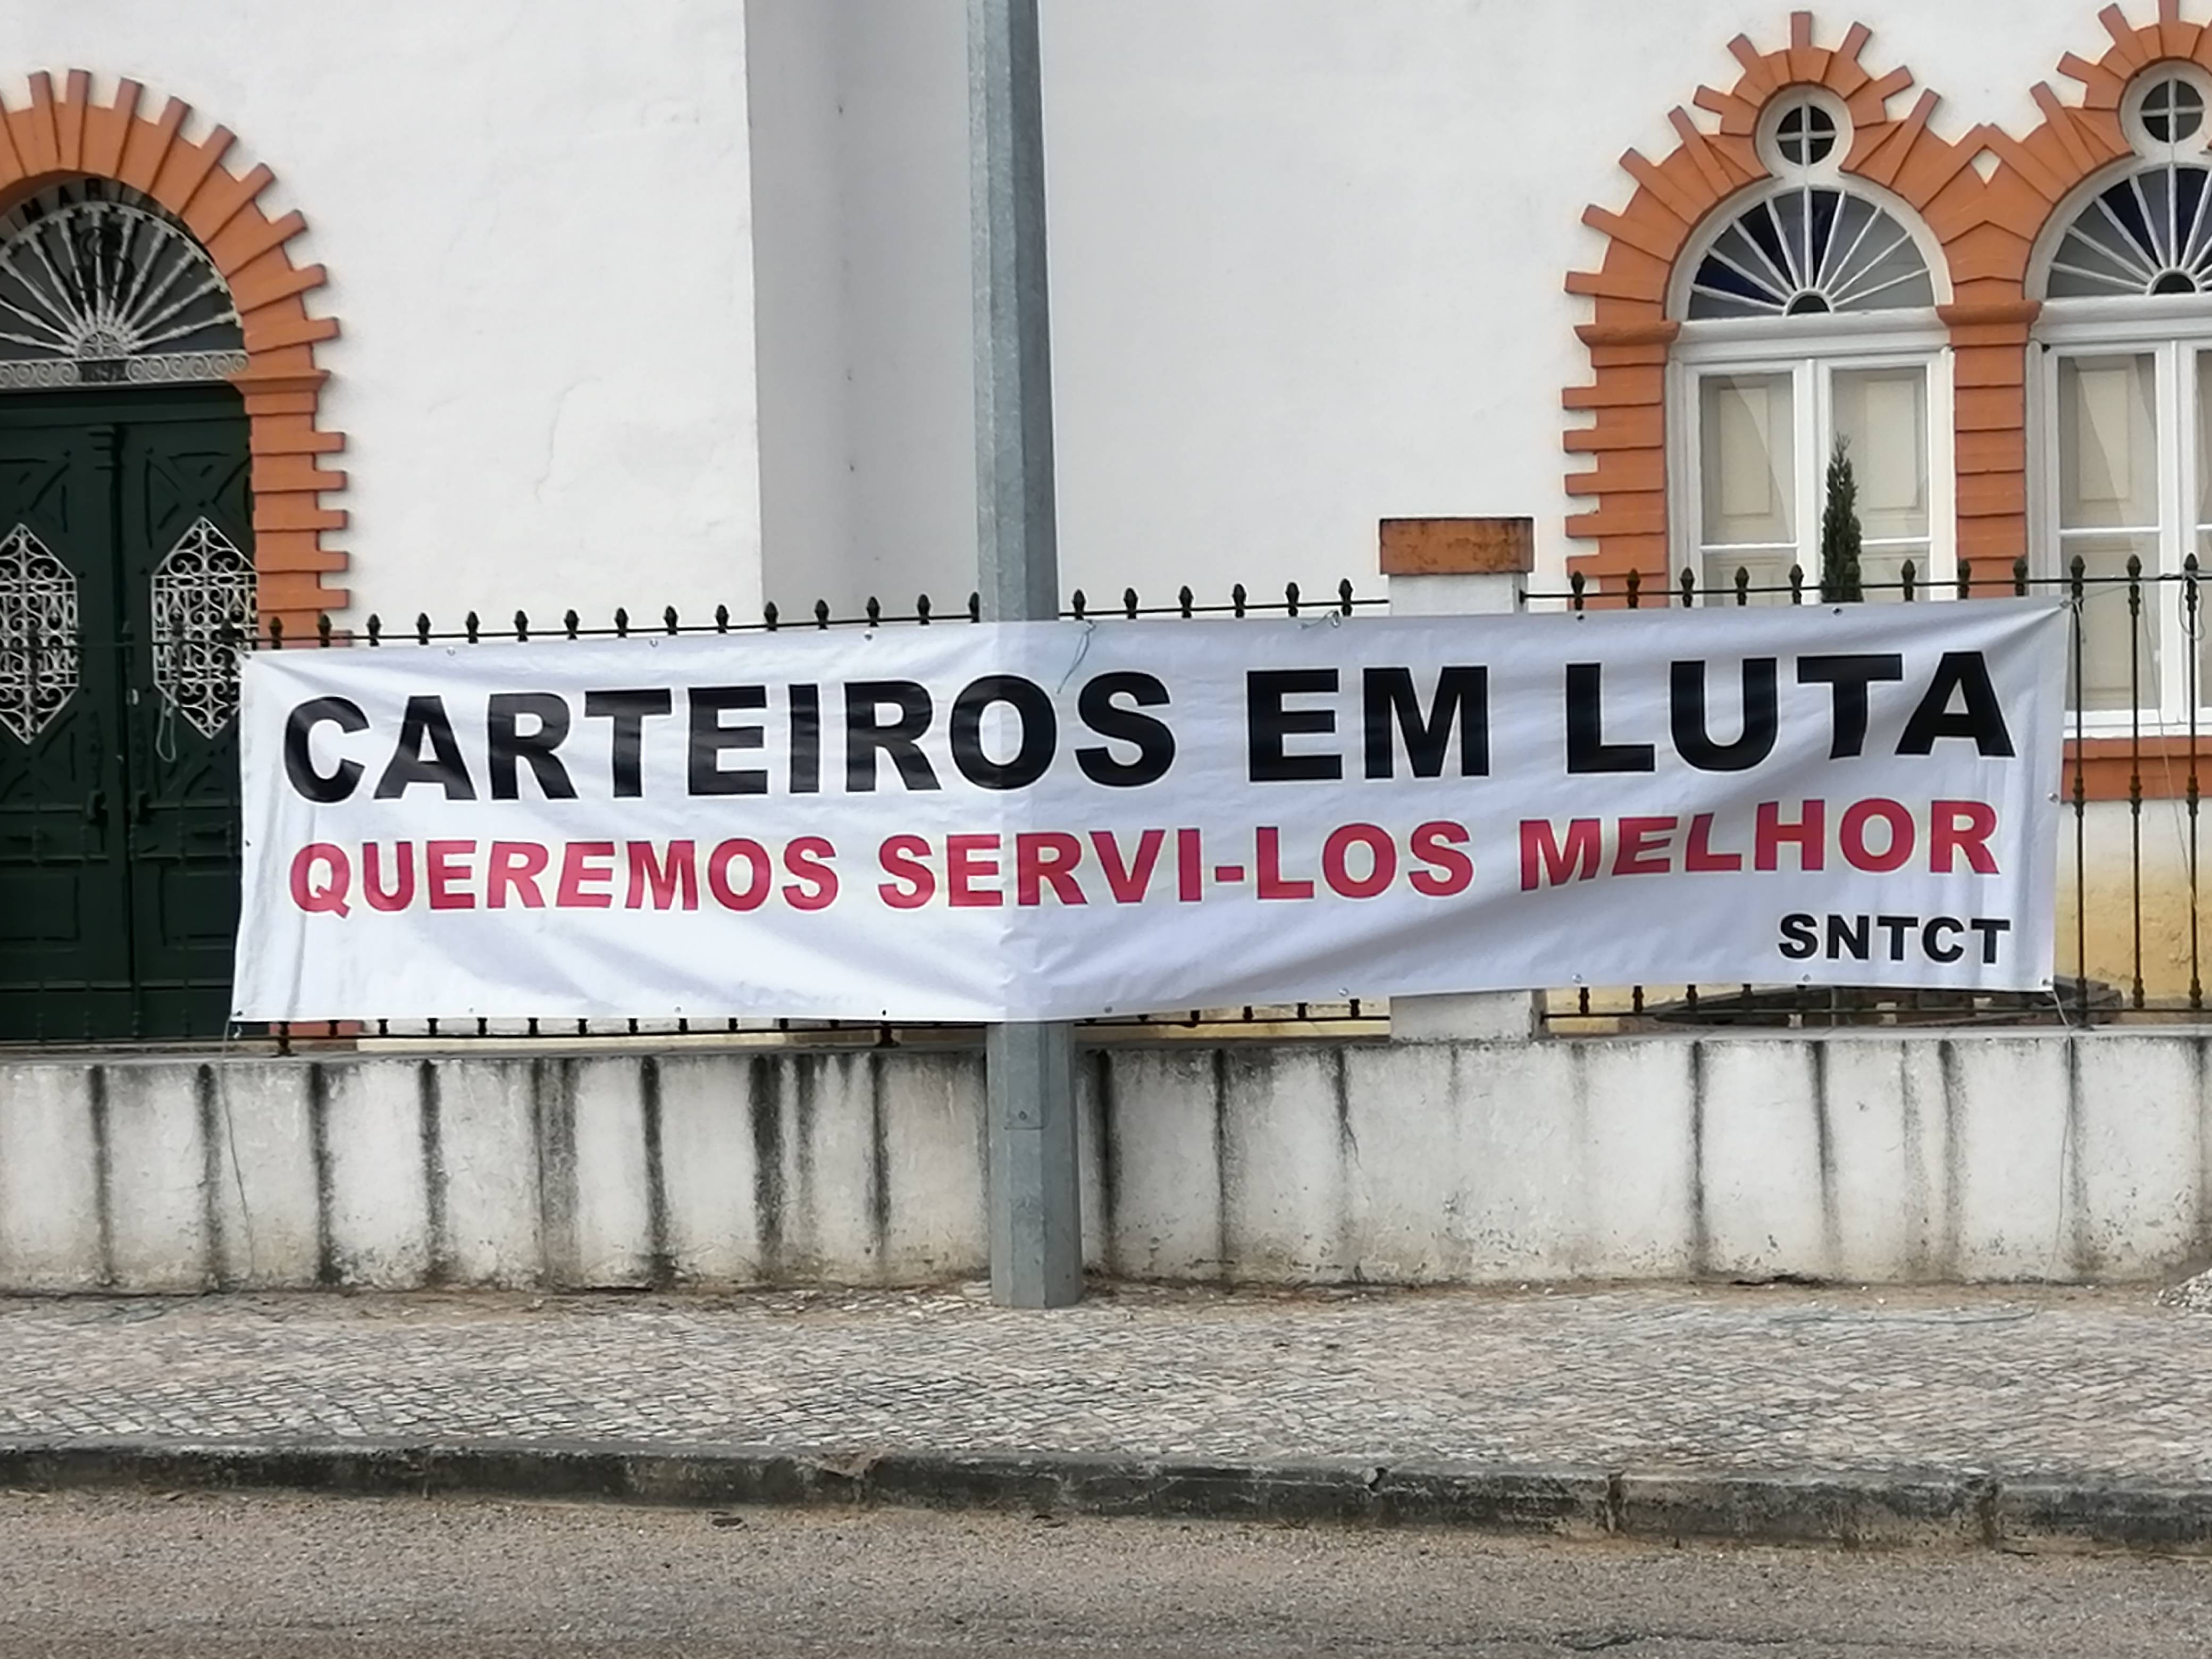 CARTEIROS EM LUTA
QUEREMOS SERVI-LOS MELHOR
SNTCT